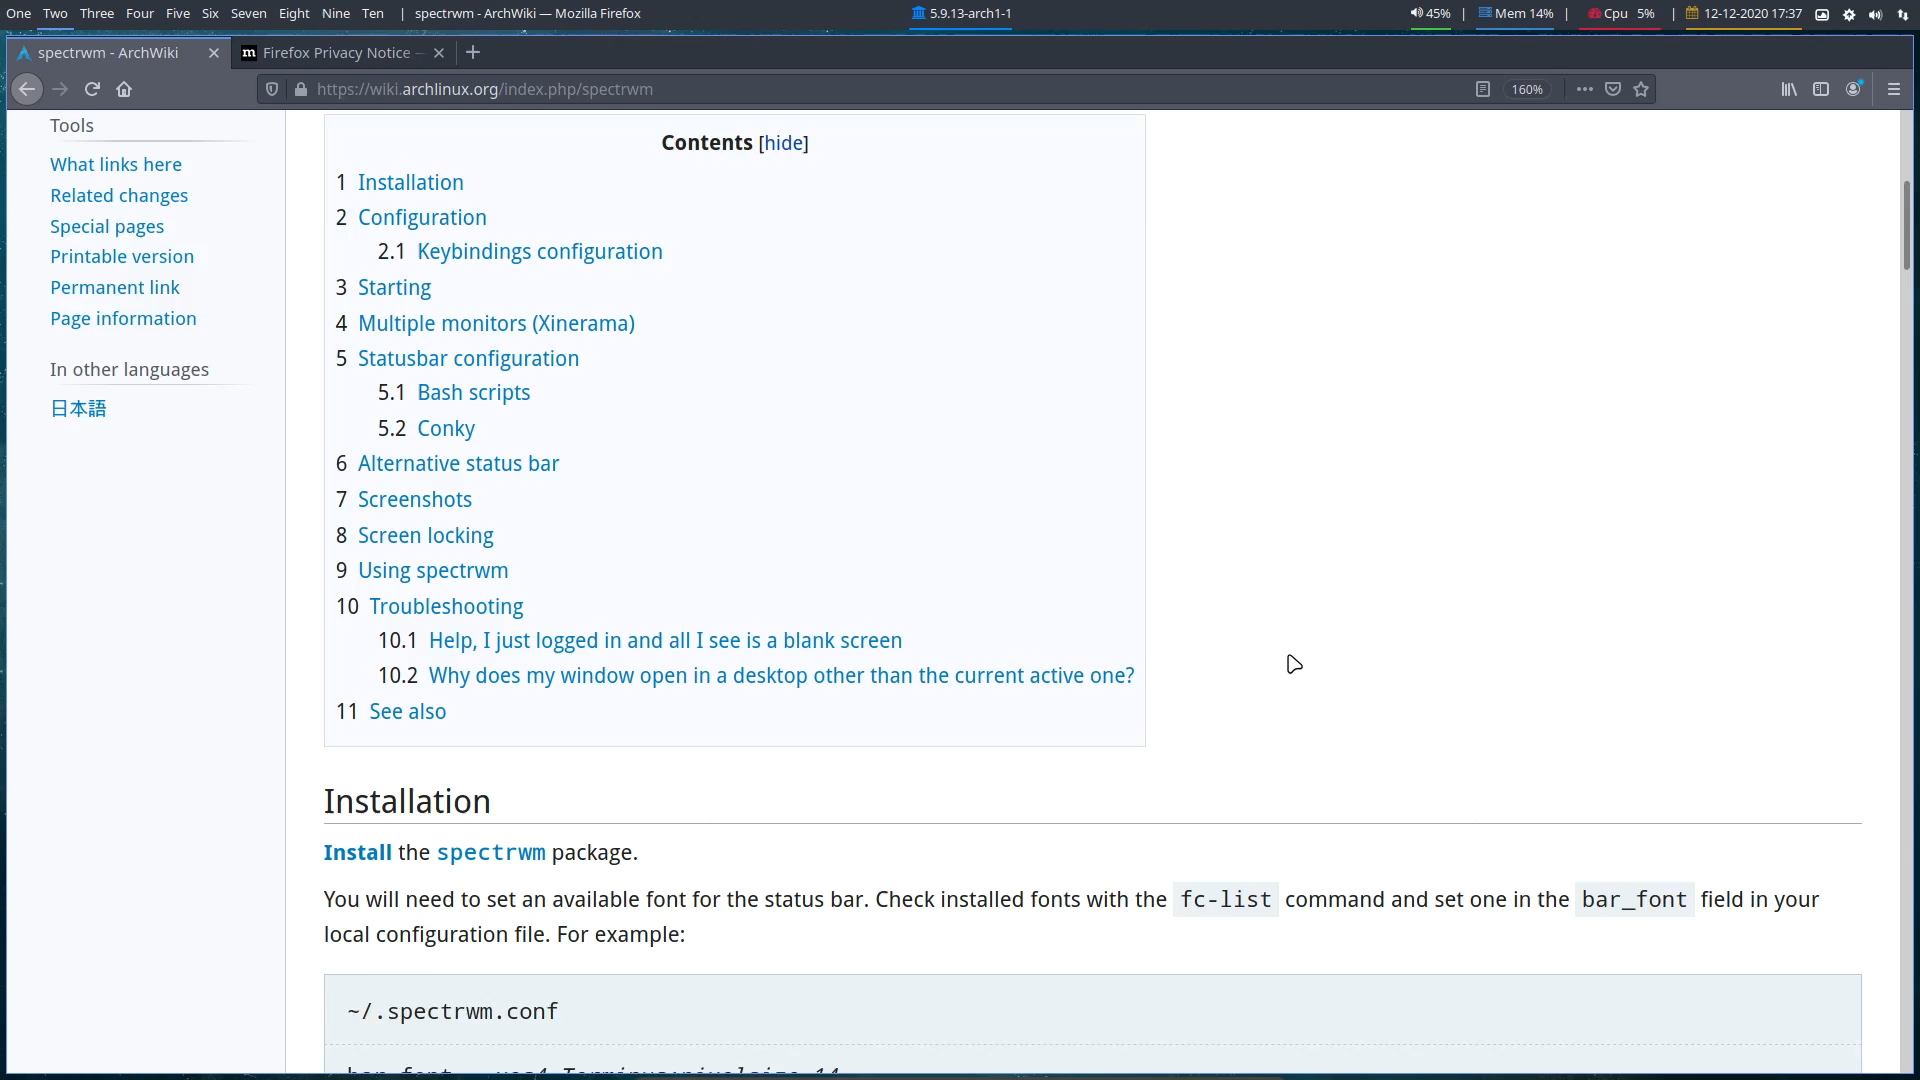 One Two Three Four Five Six Seven Eight Nine Ten | spectrwm - ArchWiki — Mozilla Firefox 5.9.13-arch1-1 45% | Mem 14% | Cpu 5% | 12-12-2020 17:37
spectrwm - ArchWiki Firefox Privacy Notice —
https://wiki.archlinux.org/index.php/spectrwm 160%
Tools
What links here
Related changes
Special pages
Printable version
Permanent link
Page information
In other languages
日本語
Contents [hide]
1 Installation
2 Configuration
2.1 Keybindings configuration
3 Starting
4 Multiple monitors (Xinerama)
5 Statusbar configuration
5.1 Bash scripts
5.2 Conky
6 Alternative status bar
7 Screenshots
8 Screen locking
9 Using spectrwm
10 Troubleshooting
10.1 Help, I just logged in and all I see is a blank screen
10.2 Why does my window open in a desktop other than the current active one?
11 See also
Installation
Install the spectrwm package.
You will need to set an available font for the status bar. Check installed fonts with the fc-list command and set one in the bar_font field in your
local configuration file. For example:
~/.spectrwm.conf